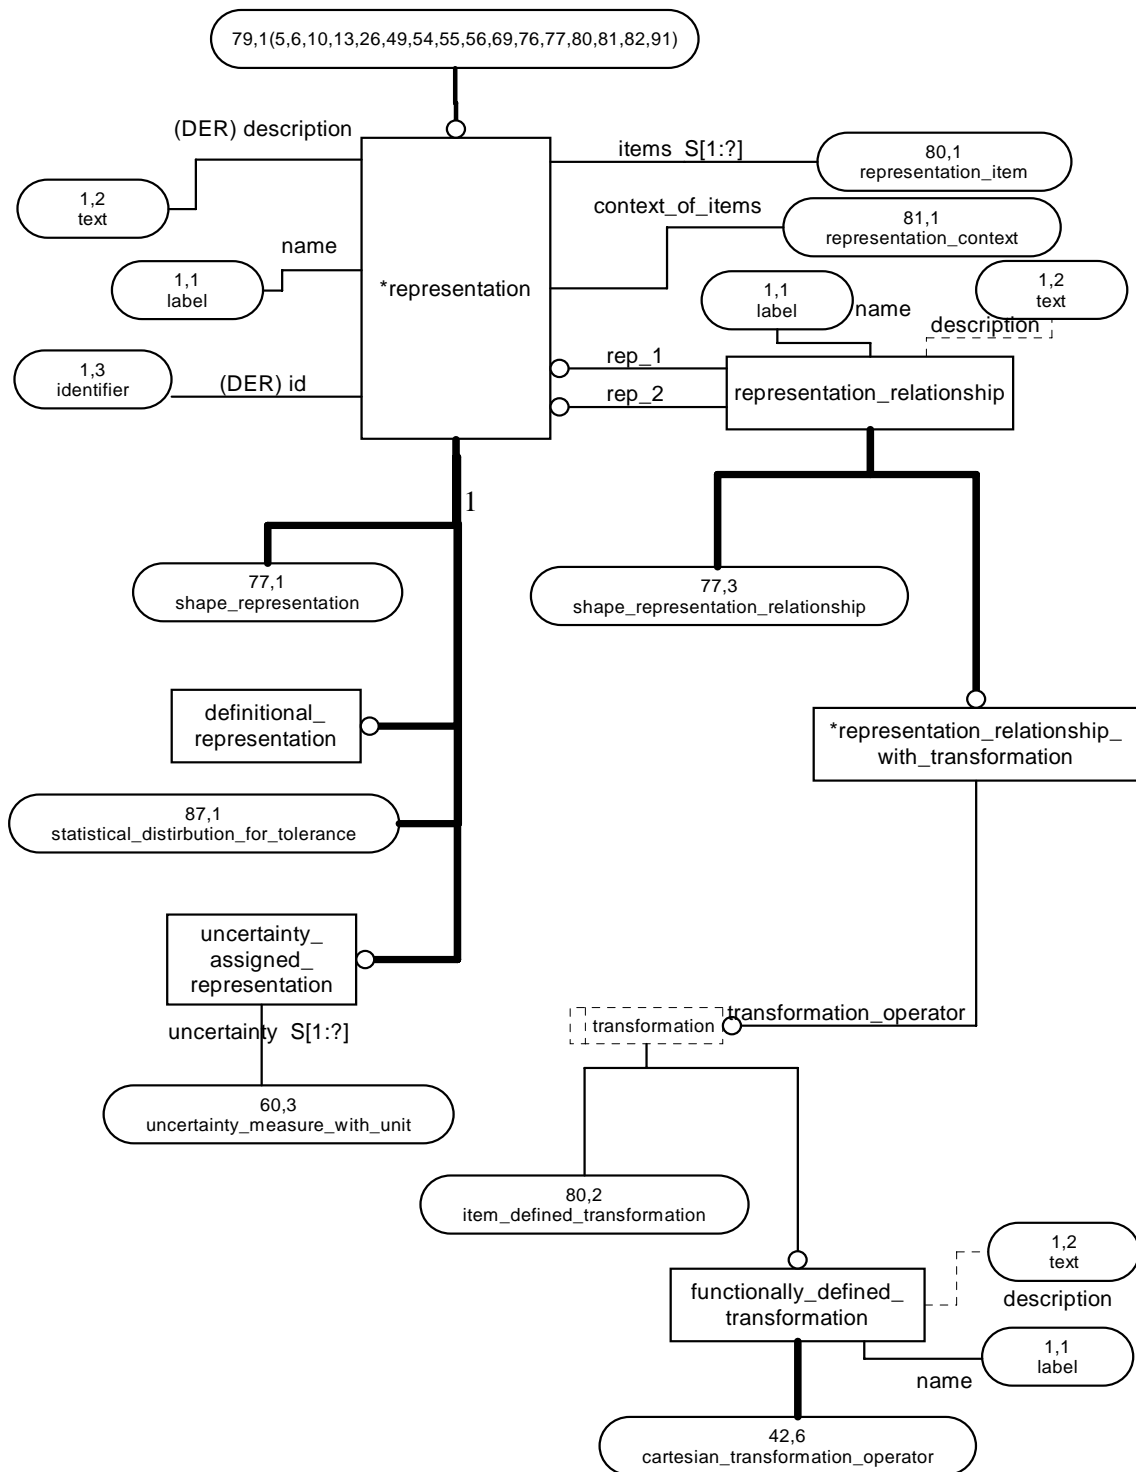 79,1(5,6,10,13,26,49,54,55,56,69,76,77,80,81,82,91)
(DER) description
items S[1:?]
80,1
representation_item
1,2
text
context_of_items
81,1
representation_context
name
1,1
label
*representation
1,1
label
name
1,2
text
description
1,3
identifier
(DER) id
rep_1
rep_2
representation_relationship
1
77,1
shape_representation
77,3
shape_representation_relationship
definitional_
representation
*representation_relationship_
with_transformation
87,1
statistical_distirbution_for_tolerance
uncertainty_
assigned_
representation
uncertainty S[1:?]
transformation
transformation_operator
60,3
uncertainty_measure_with_unit
80,2
item_defined_transformation
functionally_defined_
transformation
1,2
text
description
1,1
label
name
42,6
cartesian_transformation_operator